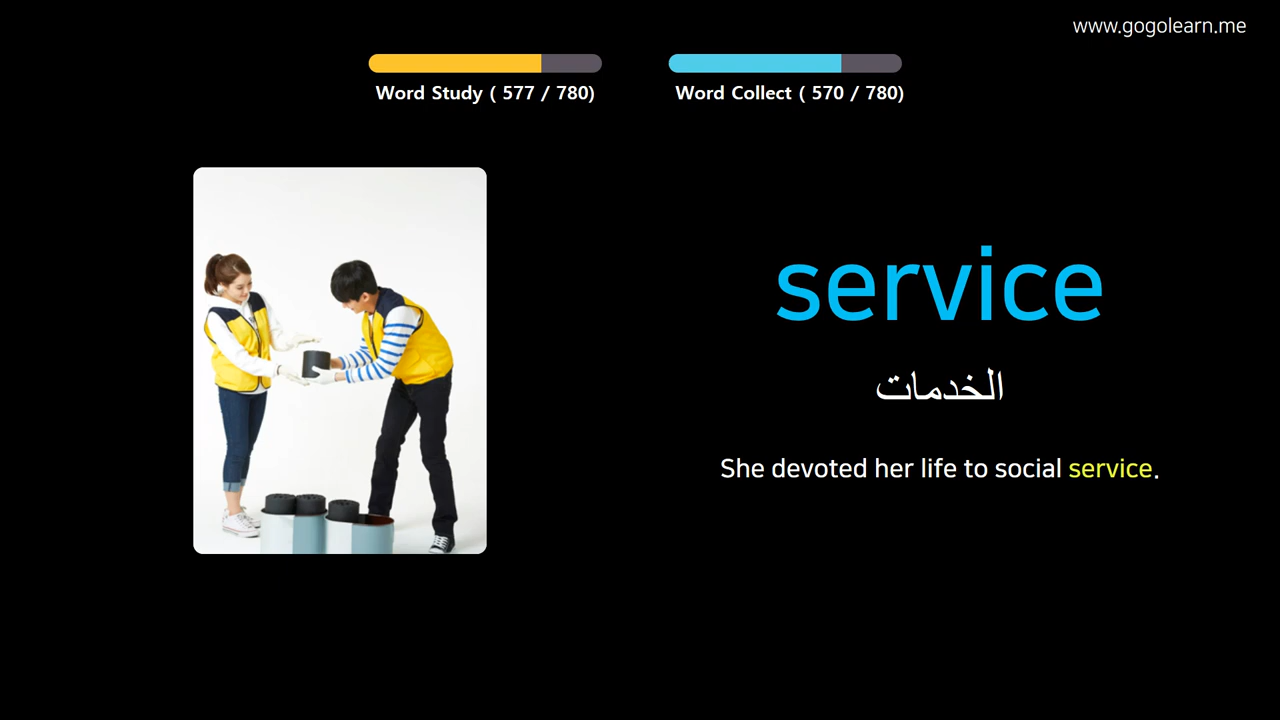 www.gogolearn.me
Word Study ( 577 / 780)
Word Collect ( 570 / 780)
service
الخدمات
She devoted her life to social service.